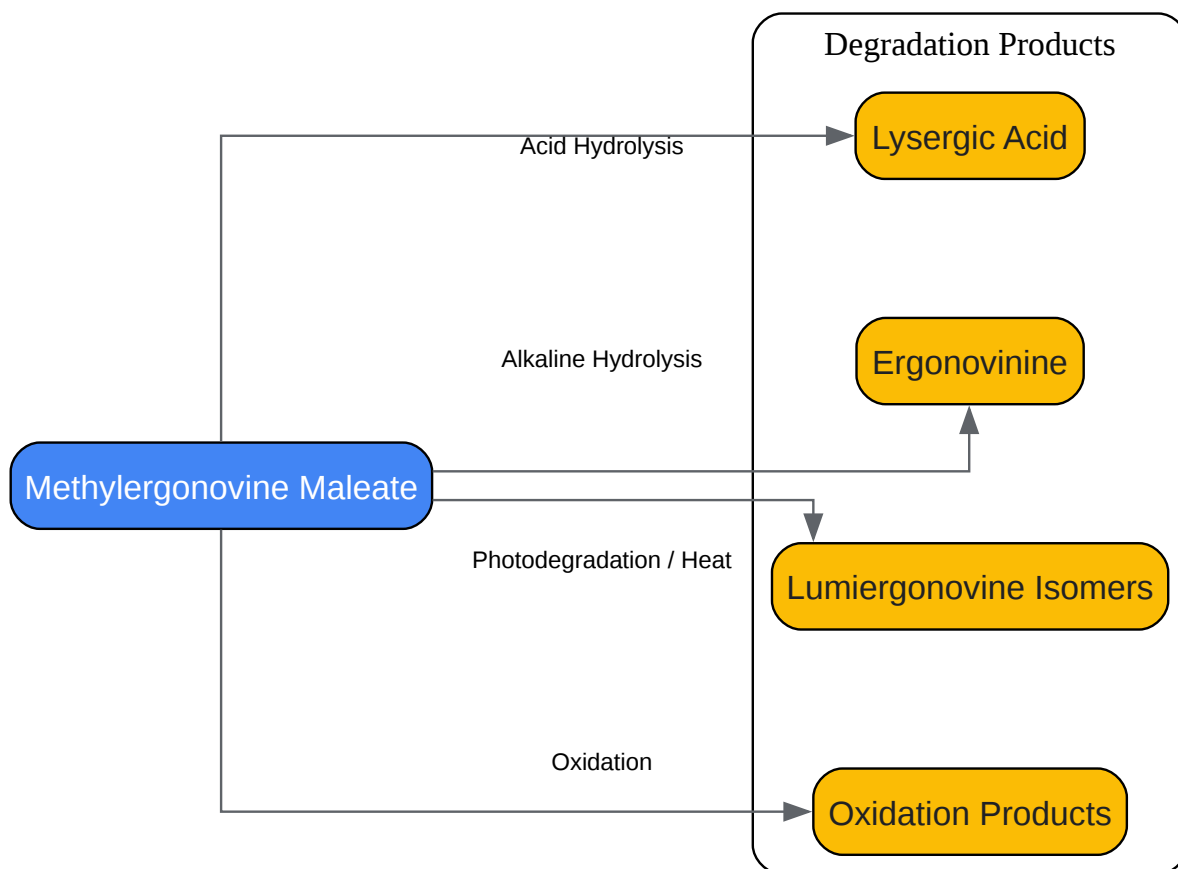 Degradation Products
Lysergic Acid
Acid Hydrolysis
Ergonovinine
Alkaline Hydrolysis
Methylergonovine Maleate
Photodegradation / Heat
Lumiergonovine Isomers
Oxidation
Oxidation Products